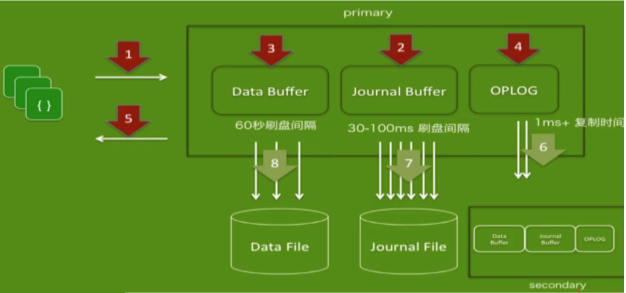 primary
1
3
2
4
{ }
Data Buffer
Journal Buffer
OPLOG
5
60秒刷盘间隔
30-100ms 刷盘间隔
1ms+ 复制时间
8
7
6
Data File
Journal File
Data
Buffer
Journal
Buffer
OPLOG
secondary